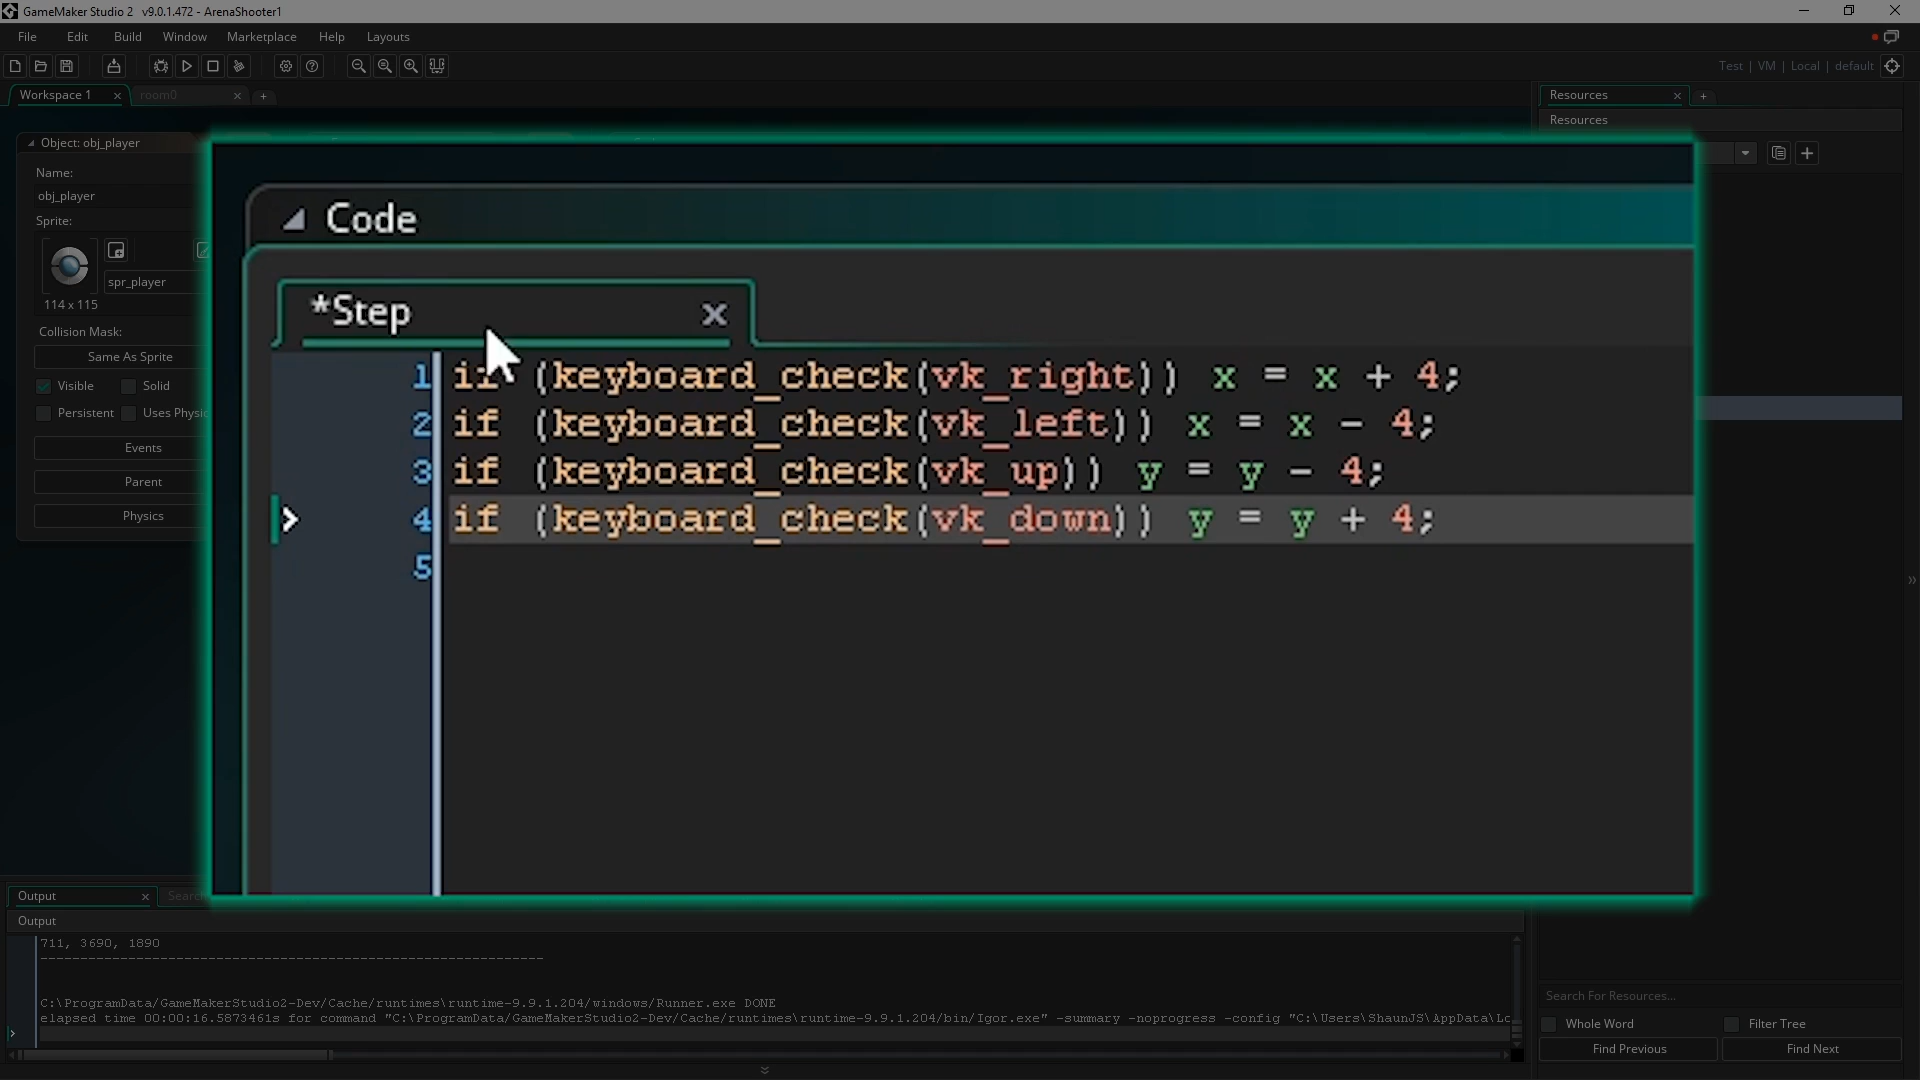 GameMaker Studio 2 v9.0.1.472 - ArenaShooter1
File Edit Build Window Marketplace Help Layouts
Test | VM | Local | default
Workspace 1
room0
Resources
Resources
Object: obj_player
Name:
obj_player
Sprite:
spr_player
114 x 115
Collision Mask:
Same As Sprite
Visible Solid
Persistent Uses Physic
Events
Parent
Physics
Code
*Step
1 if (keyboard_check(vk_right)) x = x + 4;
2 if (keyboard_check(vk_left)) x = x - 4;
3 if (keyboard_check(vk_up)) y = y - 4;
4 if (keyboard_check(vk_down)) y = y + 4;
5
Output
Search
Output
711, 3690, 1890
---------------------------------------------------------------
C:\ProgramData/GameMakerStudio2-Dev/Cache/runtimes\runtime-9.9.1.204/windows/Runner.exe DONE
elapsed time 00:00:16.5873461s for command "C:\ProgramData/GameMakerStudio2-Dev/Cache/runtimes\runtime-9.9.1.204/bin/Igor.exe" -summary -noprogress -config "C:\Users\ShaunJS\AppData\Lo
Search For Resources...
Whole Word Filter Tree
Find Previous Find Next